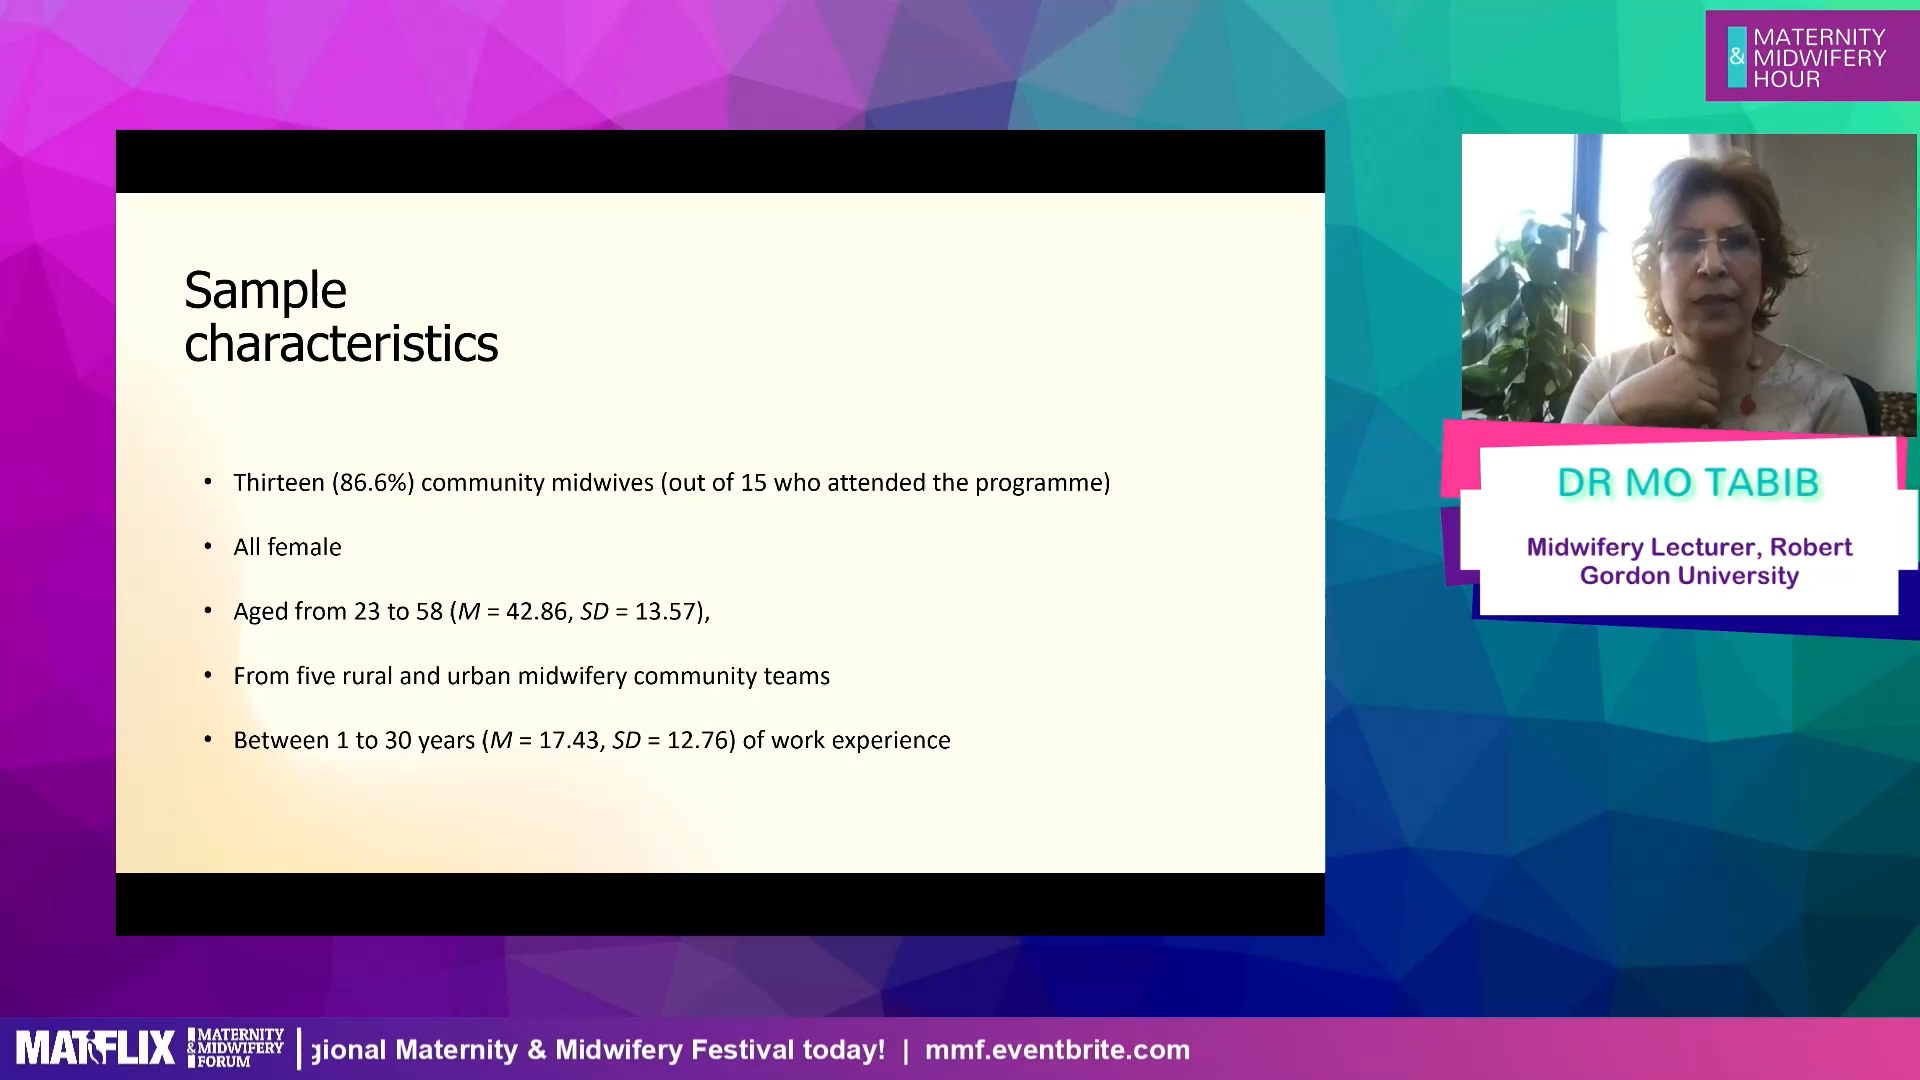 & MATERNITY
MIDWIFERY
HOUR
Sample
characteristics
• Thirteen (86.6%) community midwives (out of 15 who attended the programme)
• All female
• Aged from 23 to 58 (M = 42.86, SD = 13.57),
• From five rural and urban midwifery community teams
• Between 1 to 30 years (M = 17.43, SD = 12.76) of work experience
DR MO TABIB
Midwifery Lecturer, Robert
Gordon University
MATFLIX
MATERNITY
& MIDWIFERY
FORUM
gional Maternity & Midwifery Festival today! | mmf.eventbrite.com